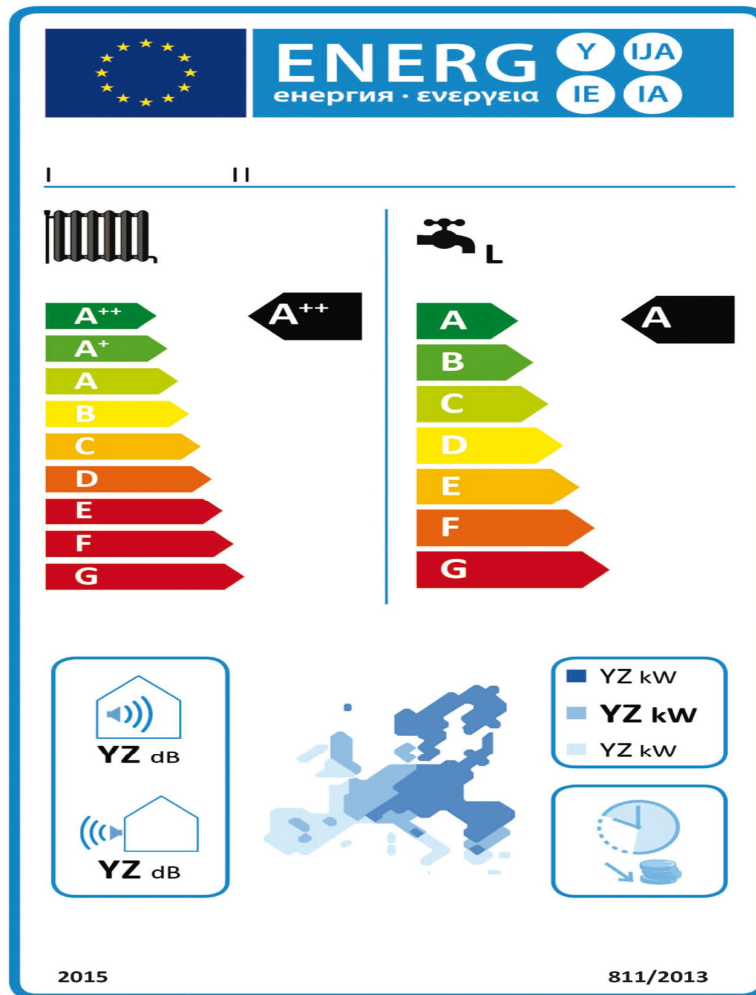 ENERG Y IJA
енергия · ενεργεια IE IA
I II
L
A++ A++
A+
A
B
C
D
E
F
G
A A
B
C
D
E
F
G
YZ dB
YZ dB
YZ kW
YZ kW
YZ kW
2015 811/2013